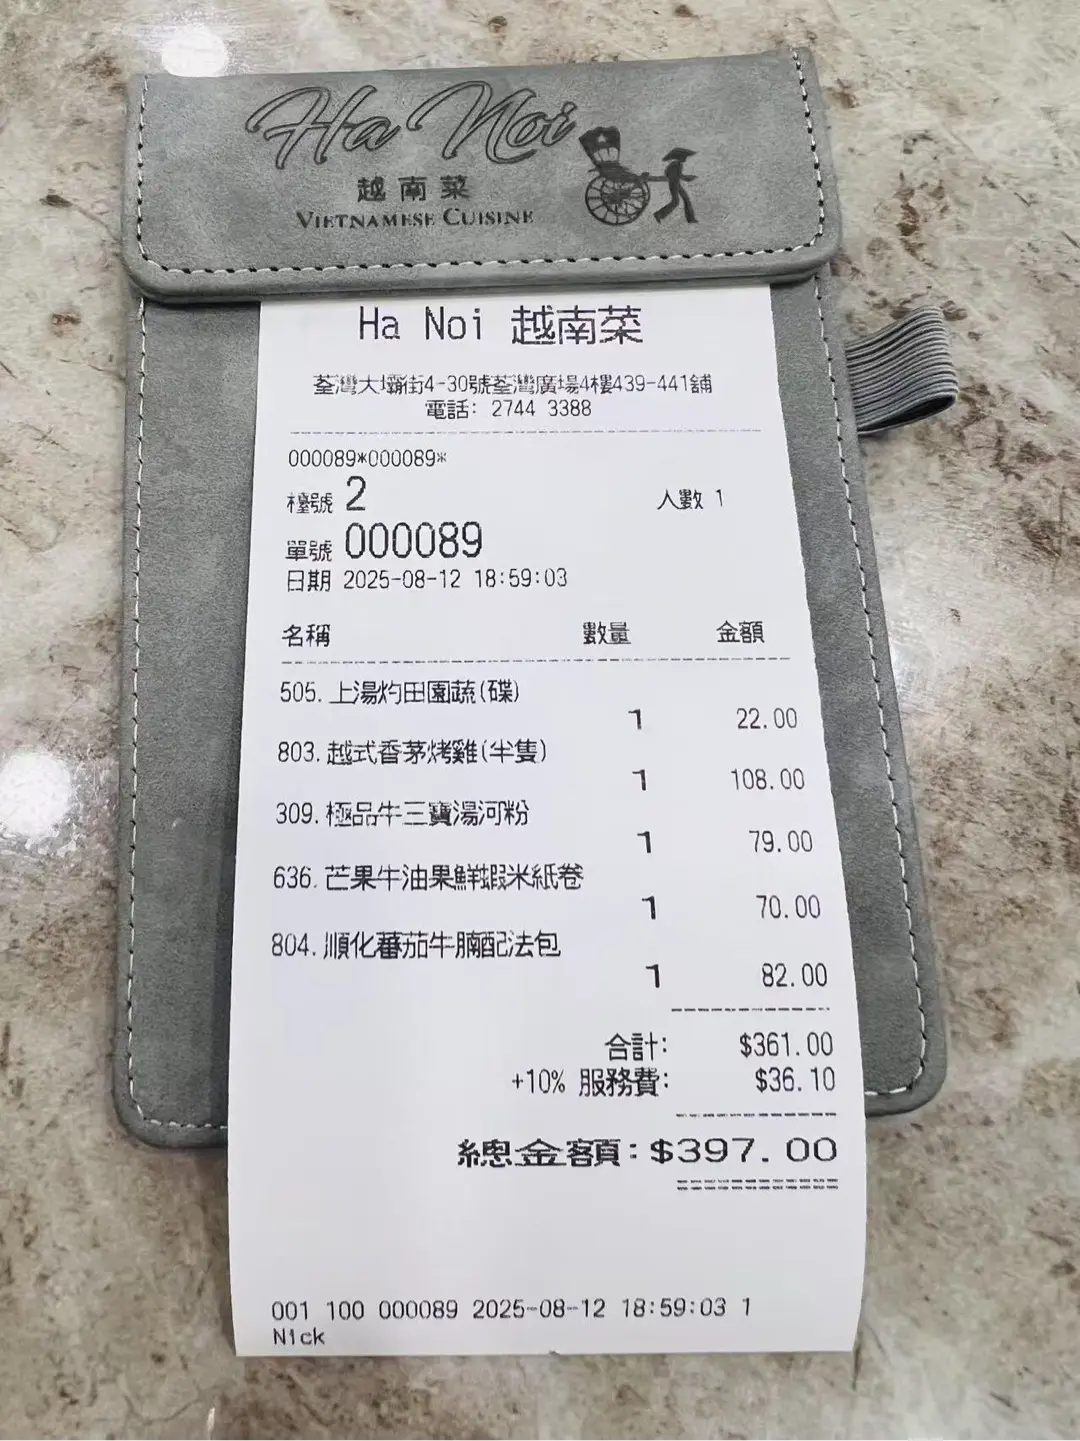 Ha Noi
越南菜
VIETNAMESE CUISINE
Ha Noi 越南菜
荃灣大壩街4-30號荃灣廣場4樓439-441舖
電話: 2744 3388
000089*000089*
檯號 2 人數 1
單號 000089
日期 2025-08-12 18:59:03
名稱 數量 金額
505. 上湯灼田園蔬(碟)
1 22.00
803. 越式香茅烤雞(半隻)
1 108.00
309. 極品牛三寶湯河粉
1 79.00
636. 芒果牛油果鮮蝦米紙卷
1 70.00
804. 順化蕃茄牛腩配法包
1 82.00
合計: $361.00
+10% 服務費: $36.10
總金額: $397.00
001 100 000089 2025-08-12 18:59:03 1
Nick